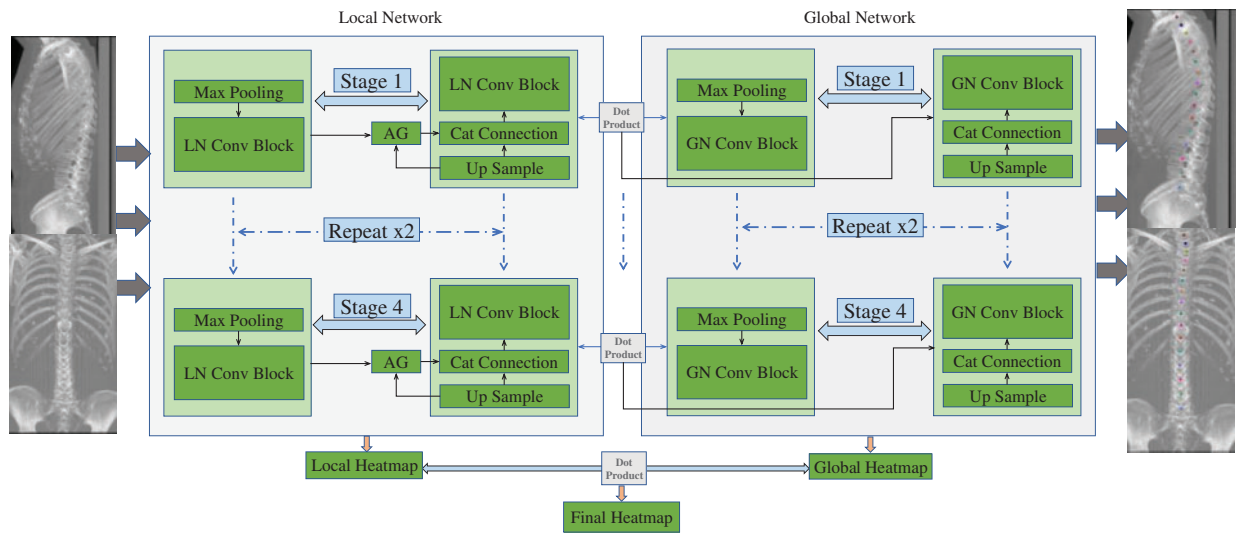 Local Network
Global Network
Stage 1
Max Pooling
LN Conv Block
AG
LN Conv Block
Cat Connection
Up Sample
Dot
Product
Stage 1
Max Pooling
GN Conv Block
GN Conv Block
Cat Connection
Up Sample
Repeat x2
Repeat x2
Stage 4
Max Pooling
LN Conv Block
AG
LN Conv Block
Cat Connection
Up Sample
Dot
Product
Stage 4
Max Pooling
GN Conv Block
GN Conv Block
Cat Connection
Up Sample
Local Heatmap
Dot
Product
Global Heatmap
Final Heatmap